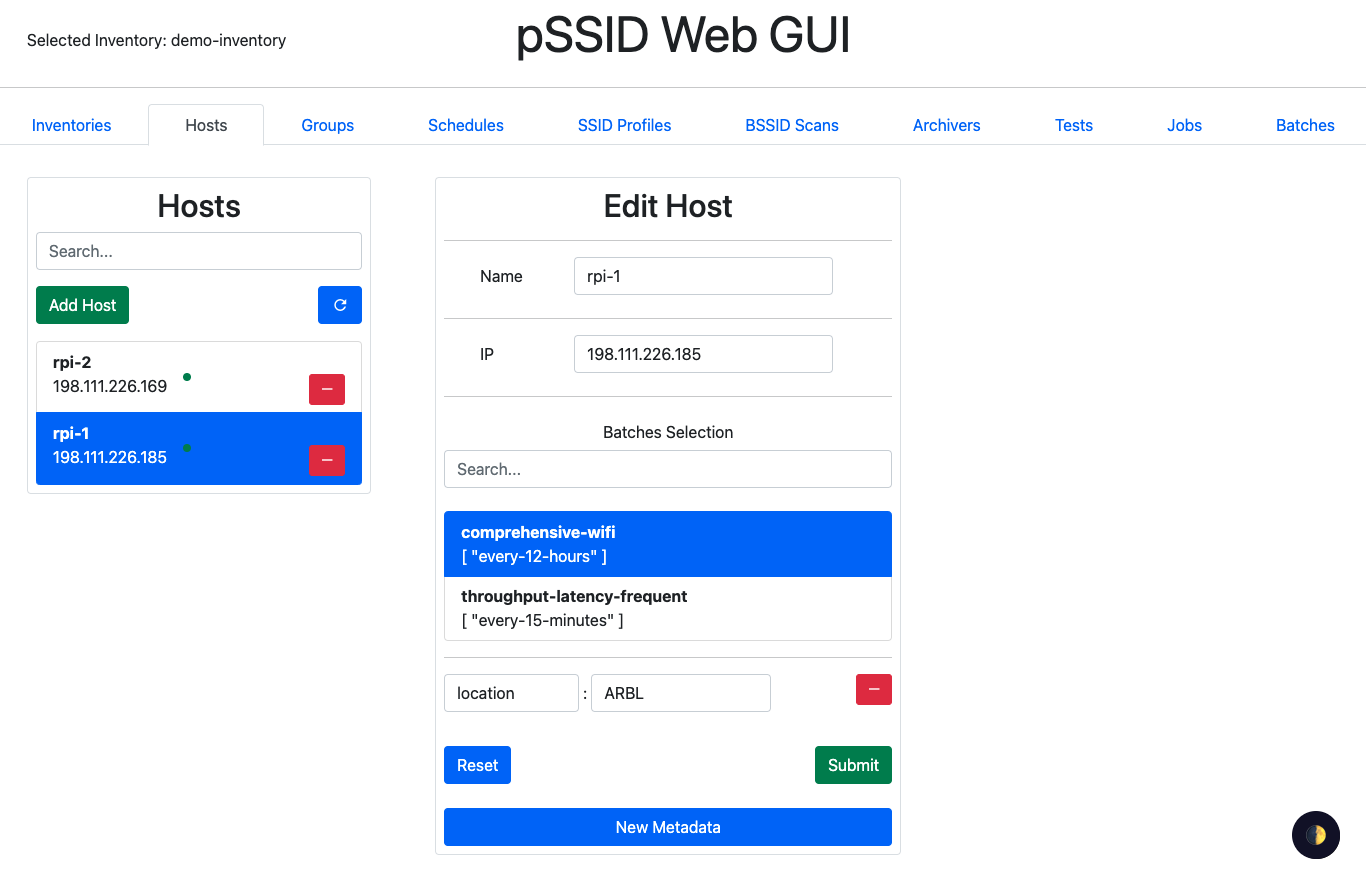 Selected Inventory: demo-inventory
pSSID Web GUI
Inventories Hosts Groups Schedules SSID Profiles BSSID Scans Archivers Tests Jobs Batches
Hosts
Search...
Add Host
rpi-2
198.111.226.169
rpi-1
198.111.226.185
Edit Host
Name rpi-1
IP 198.111.226.185
Batches Selection
Search...
comprehensive-wifi
[ "every-12-hours" ]
throughput-latency-frequent
[ "every-15-minutes" ]
location : ARBL
Reset Submit
New Metadata